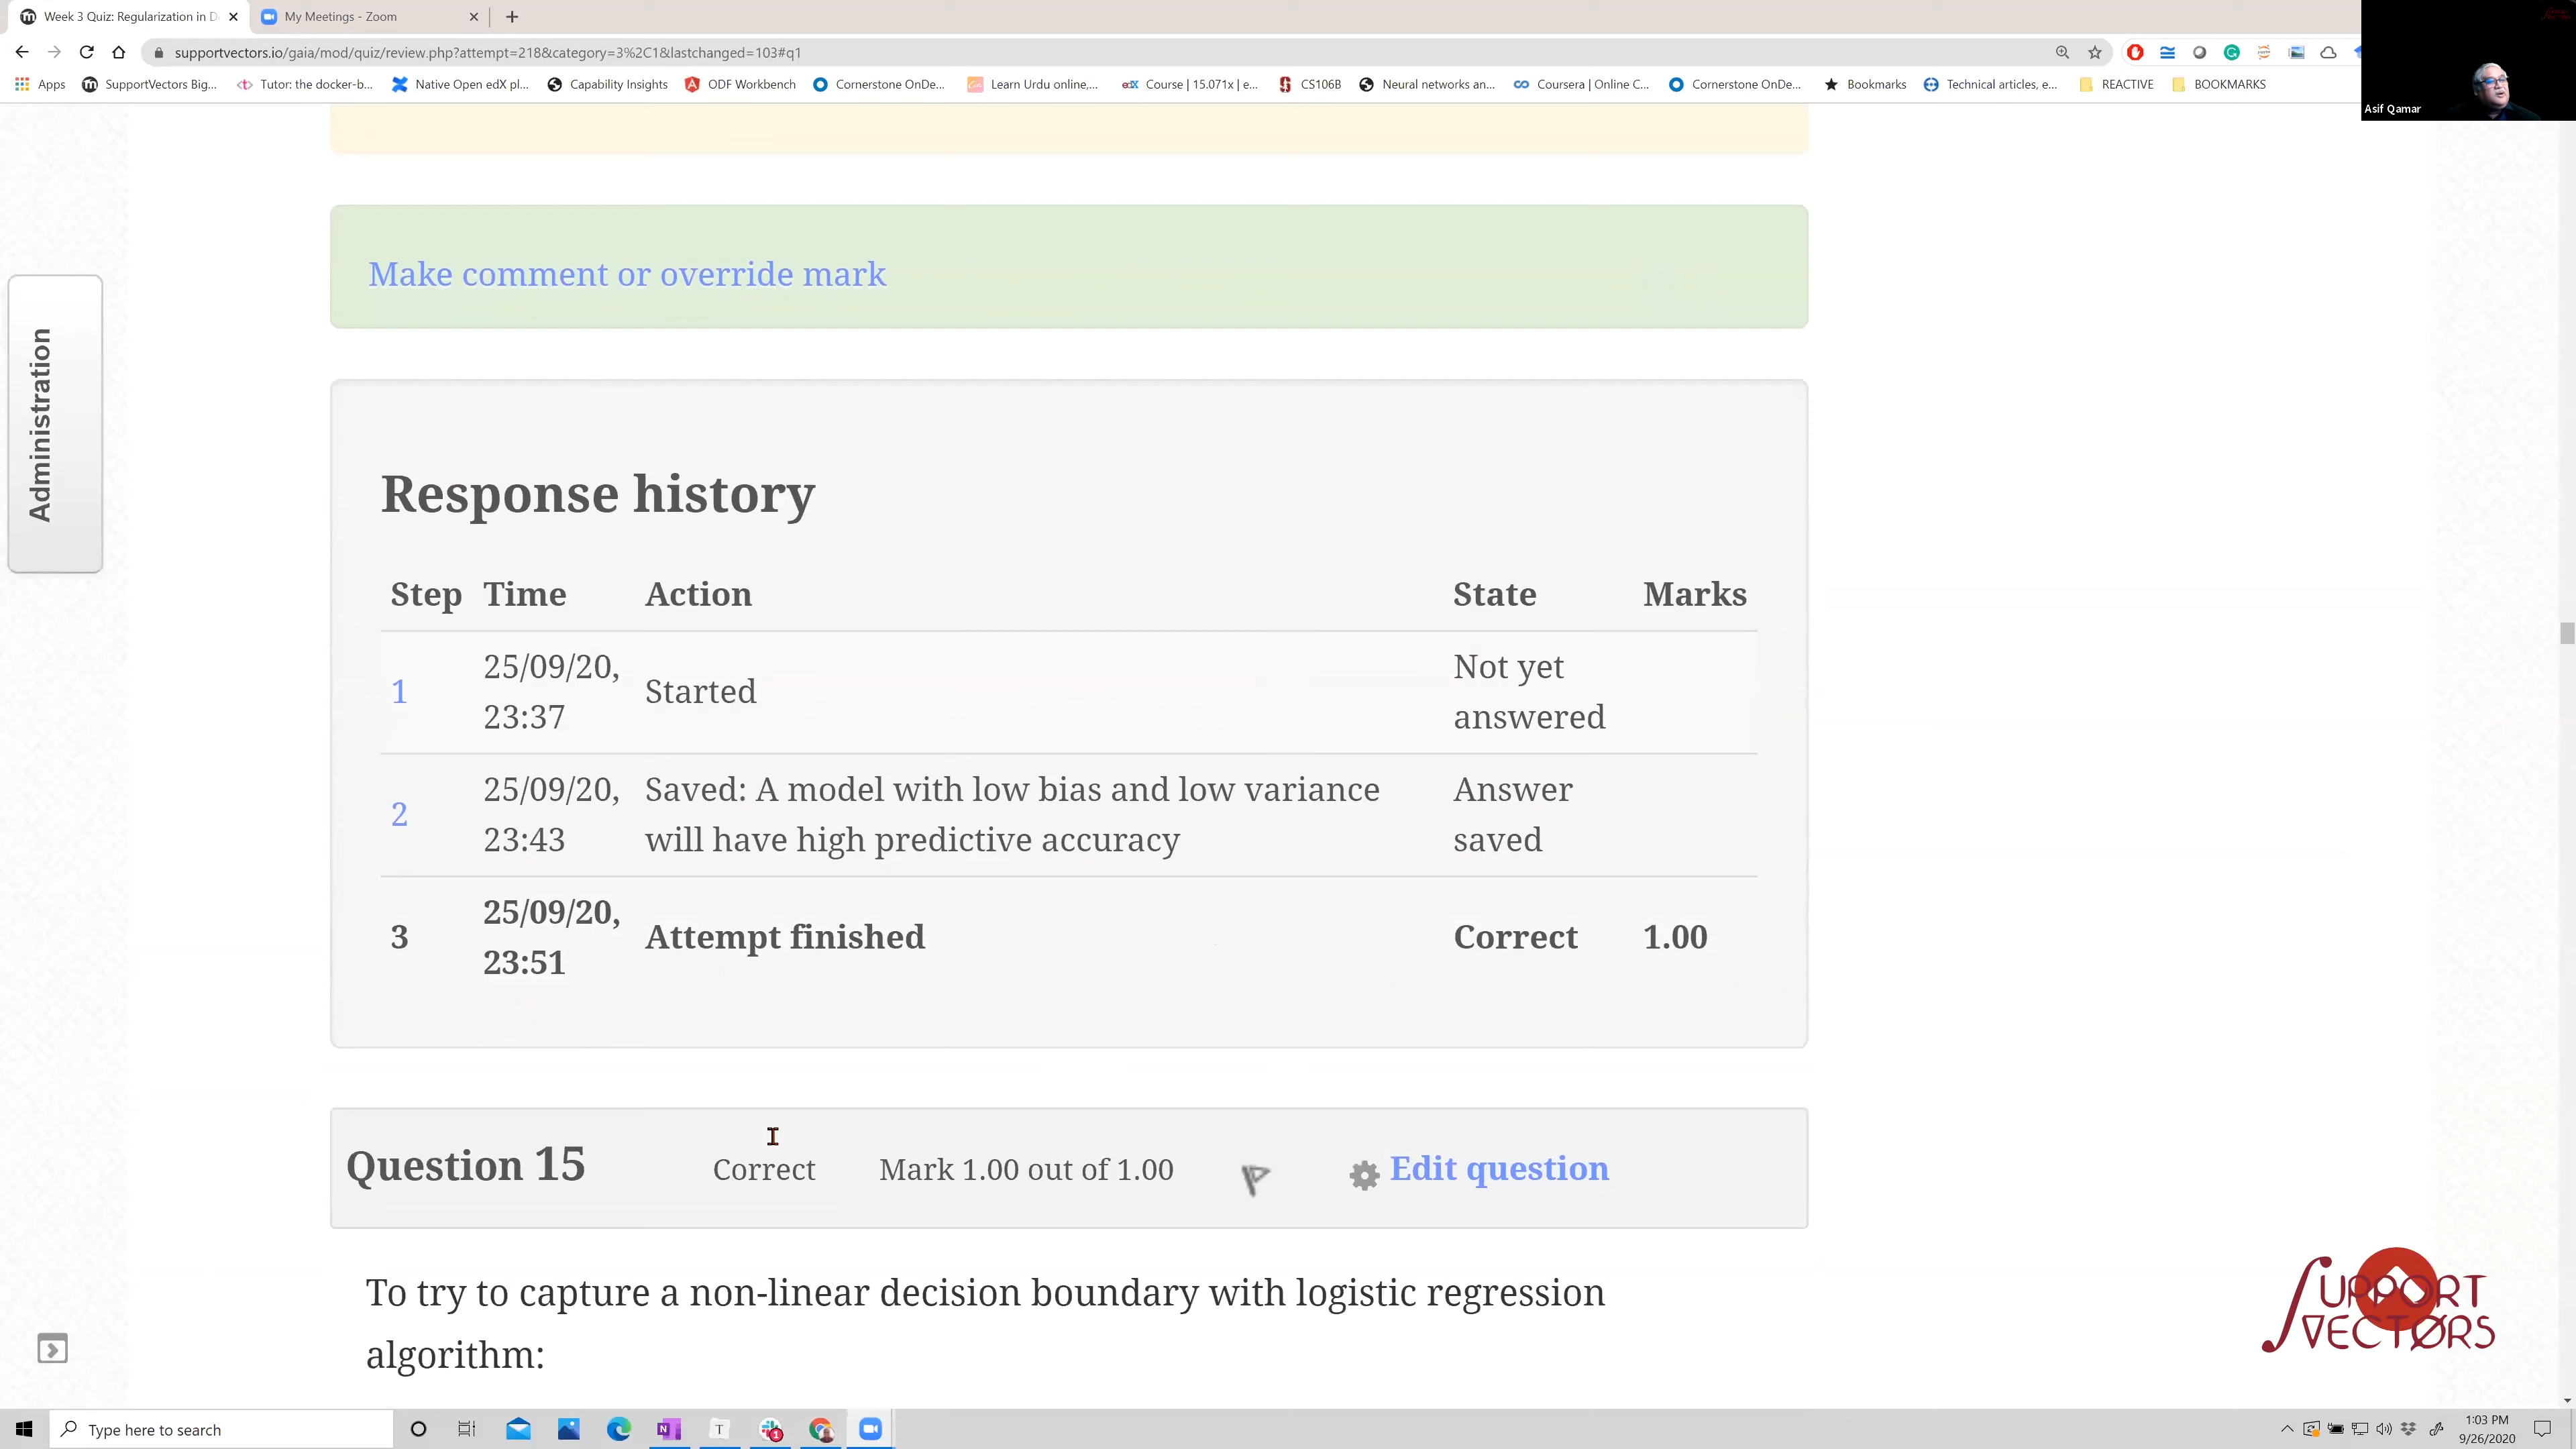 Week 3 Quiz: Regularization in D
My Meetings - Zoom
supportvectors.io/gaia/mod/quiz/review.php?attempt=218&category=3%2C1&lastchanged=103#q1
Apps
SupportVectors Big...
Tutor: the docker-b...
Native Open edX pl...
Capability Insights
ODF Workbench
Cornerstone OnDe...
Learn Urdu online,...
edX Course | 15.071x | e...
CS106B
Neural networks an...
Coursera | Online C...
Cornerstone OnDe...
Bookmarks
Technical articles, e...
REACTIVE
BOOKMARKS
Asif Qamar
Administration
Make comment or override mark
Response history
Step Time Action State Marks
1 25/09/20, 23:37 Started Not yet answered
2 25/09/20, 23:43 Saved: A model with low bias and low variance will have high predictive accuracy Answer saved
3 25/09/20, 23:51 Attempt finished Correct 1.00
Question 15 Correct Mark 1.00 out of 1.00 Edit question
To try to capture a non-linear decision boundary with logistic regression
algorithm:
SUPPORT
VECTORS
Type here to search
1:03 PM
9/26/2020